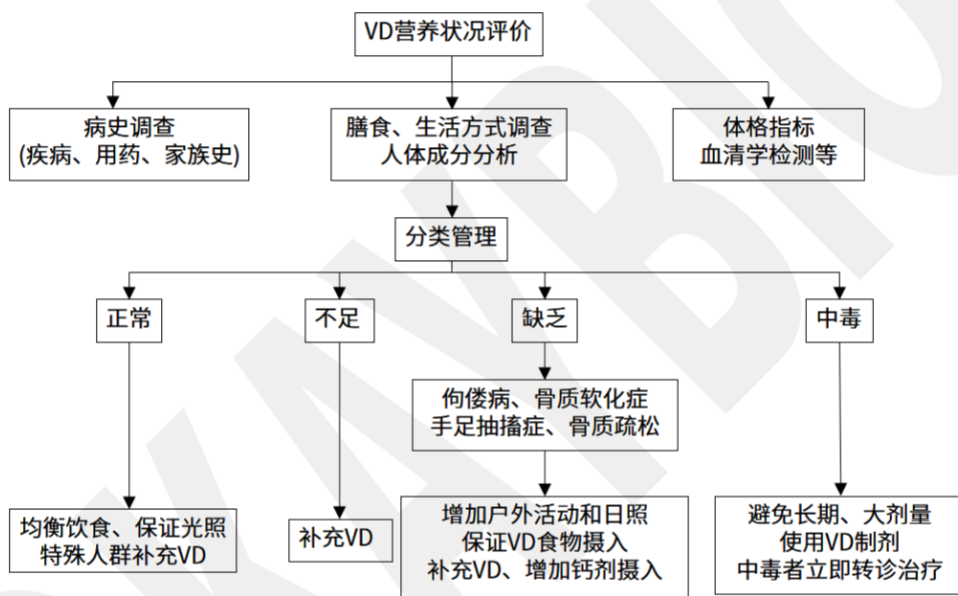 VD营养状况评价
病史调查
(疾病、用药、家族史)
膳食、生活方式调查
人体成分分析
体格指标
血清学检测等
分类管理
正常
不足
缺乏
中毒
佝偻病、骨质软化症
手足抽搐症、骨质疏松
均衡饮食、保证光照
特殊人群补充VD
补充VD
增加户外活动和日照
保证VD食物摄入
补充VD、增加钙剂摄入
避免长期、大剂量
使用VD制剂
中毒者立即转诊治疗